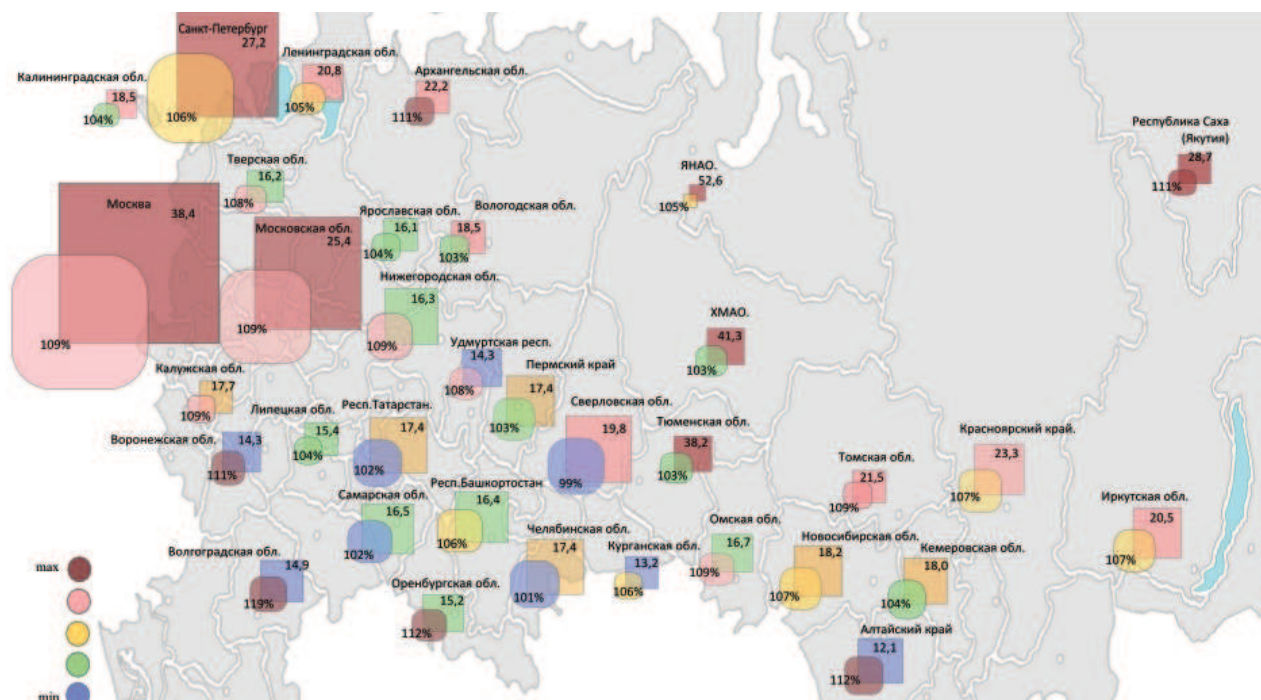 Санкт-Петербург
27,2
106%
Ленинградская обл.
20,8
105%
Калининградская обл.
18,5
104%
Архангельская обл.
22,2
111%
Республика Саха
(Якутия)
28,7
111%
Тверская обл.
16,2
108%
ЯНАО.
52,6
105%
Москва
38,4
109%
Московская обл.
25,4
109%
Ярославская обл.
16,1
104%
Вологодская обл.
18,5
103%
Нижегородская обл.
16,3
109%
ХМАО.
41,3
103%
Удмуртская респ.
14,3
108%
Пермский край
17,4
103%
Калужская обл.
17,7
109%
Липецкая обл.
15,4
104%
Респ.Татарстан.
17,4
102%
Свердловская обл.
19,8
99%
Тюменская обл.
38,2
103%
Воронежская обл.
14,3
111%
Томская обл.
21,5
109%
Красноярский край.
23,3
107%
Иркутская обл.
20,5
107%
Самарская обл.
16,5
102%
Респ.Башкортостан
16,4
106%
Челябинская обл.
17,4
101%
Курганская обл.
13,2
106%
Омская обл.
16,7
109%
Новосибирская обл.
18,2
107%
Кемеровская обл.
18,0
104%
Волгоградская обл.
14,9
119%
Оренбургская обл.
15,2
112%
Алтайский край
12,1
112%
max
min